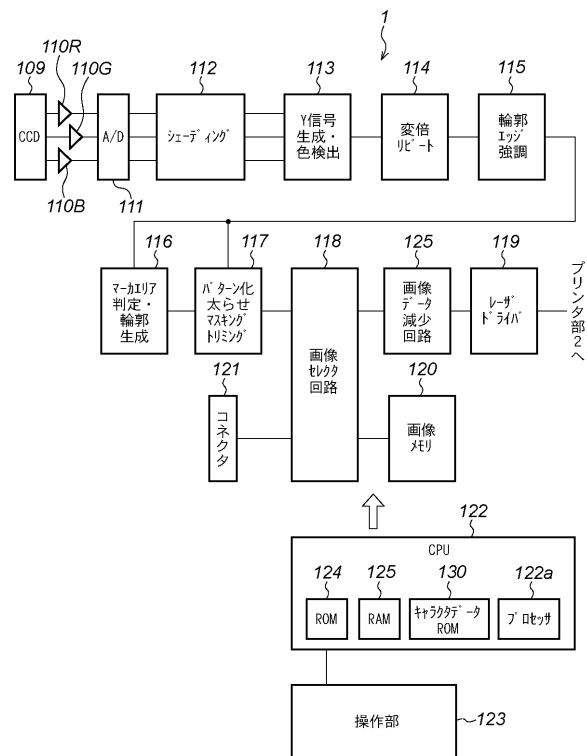 1
109
110R
110G
112
113
114
115
CCD
A/D
ｼｪｰﾃﾞｨﾝｸﾞ
Y信号
生成・
色検出
変倍
ﾘﾋﾟｰﾄ
輪郭
ｴｯｼﾞ
強調
110B
111
116
117
118
125
119
ﾏｰｶｴﾘｱ
判定・
輪郭
生成
ﾊﾟﾀｰﾝ化
太らせ
ﾏｽｷﾝｸﾞ
ﾄﾘﾐﾝｸﾞ
画像
ｾﾚｸﾀ
回路
画像
ﾃﾞｰﾀ
減少
回路
ﾚｰｻﾞ
ﾄﾞﾗｲﾊﾞ
プリンタ部2へ
121
コネクタ
120
画像
ﾒﾓﾘ
122
CPU
124
125
130
122a
ROM
RAM
ｷｬﾗｸﾀﾃﾞｰﾀ
ROM
ﾌﾟﾛｾｯｻ
操作部
123